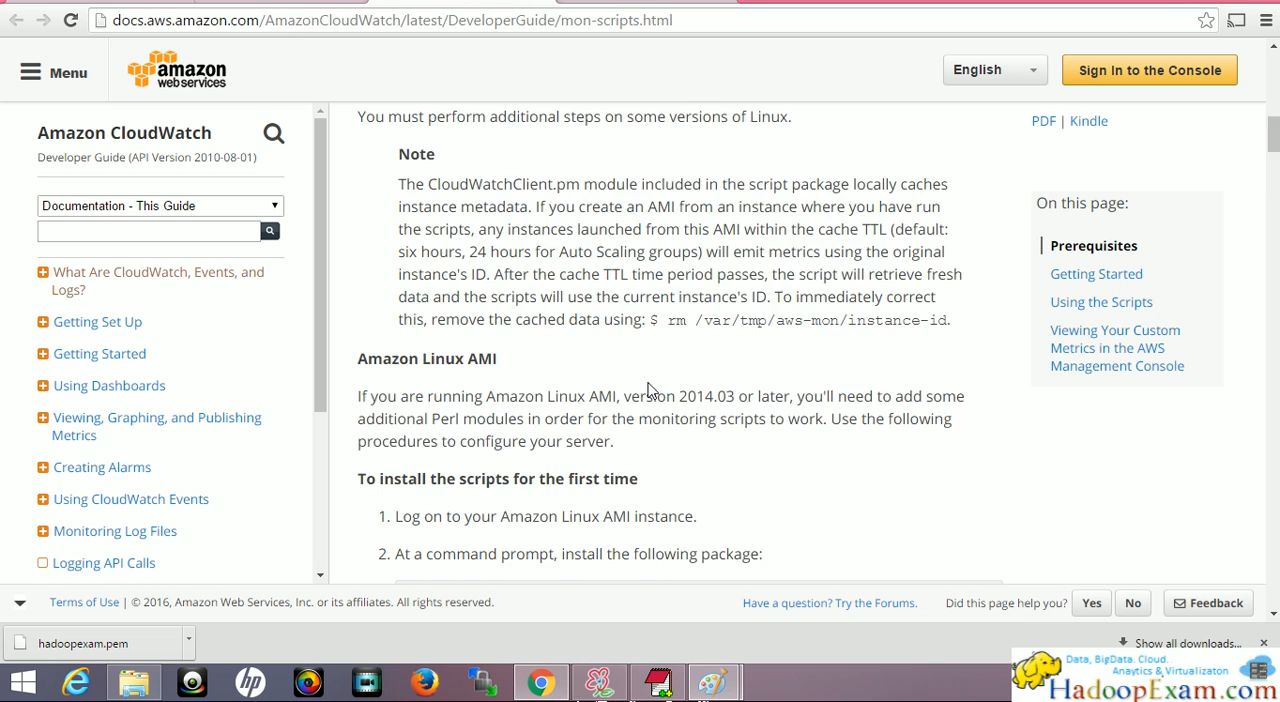 docs.aws.amazon.com/AmazonCloudWatch/latest/DeveloperGuide/mon-scripts.html
Menu
amazon
web services
English
Sign In to the Console
Amazon CloudWatch
Developer Guide (API Version 2010-08-01)
Documentation - This Guide
What Are CloudWatch, Events, and
Logs?
Getting Set Up
Getting Started
Using Dashboards
Viewing, Graphing, and Publishing
Metrics
Creating Alarms
Using CloudWatch Events
Monitoring Log Files
Logging API Calls
You must perform additional steps on some versions of Linux.
Note
The CloudWatchClient.pm module included in the script package locally caches
instance metadata. If you create an AMI from an instance where you have run
the scripts, any instances launched from this AMI within the cache TTL (default:
six hours, 24 hours for Auto Scaling groups) will emit metrics using the original
instance's ID. After the cache TTL time period passes, the script will retrieve fresh
data and the scripts will use the current instance's ID. To immediately correct
this, remove the cached data using: $ rm /var/tmp/aws-mon/instance-id.
Amazon Linux AMI
If you are running Amazon Linux AMI, version 2014.03 or later, you'll need to add some
additional Perl modules in order for the monitoring scripts to work. Use the following
procedures to configure your server.
To install the scripts for the first time
1. Log on to your Amazon Linux AMI instance.
2. At a command prompt, install the following package:
PDF | Kindle
On this page:
Prerequisites
Getting Started
Using the Scripts
Viewing Your Custom
Metrics in the AWS
Management Console
Terms of Use | © 2016, Amazon Web Services, Inc. or its affiliates. All rights reserved.
Have a question? Try the Forums.
Did this page help you?
Yes
No
Feedback
hadoopexam.pem
Show all downloads...
hp
Data, BigData, Cloud,
Anaytics & Virtualizaton
HadoopExam.com